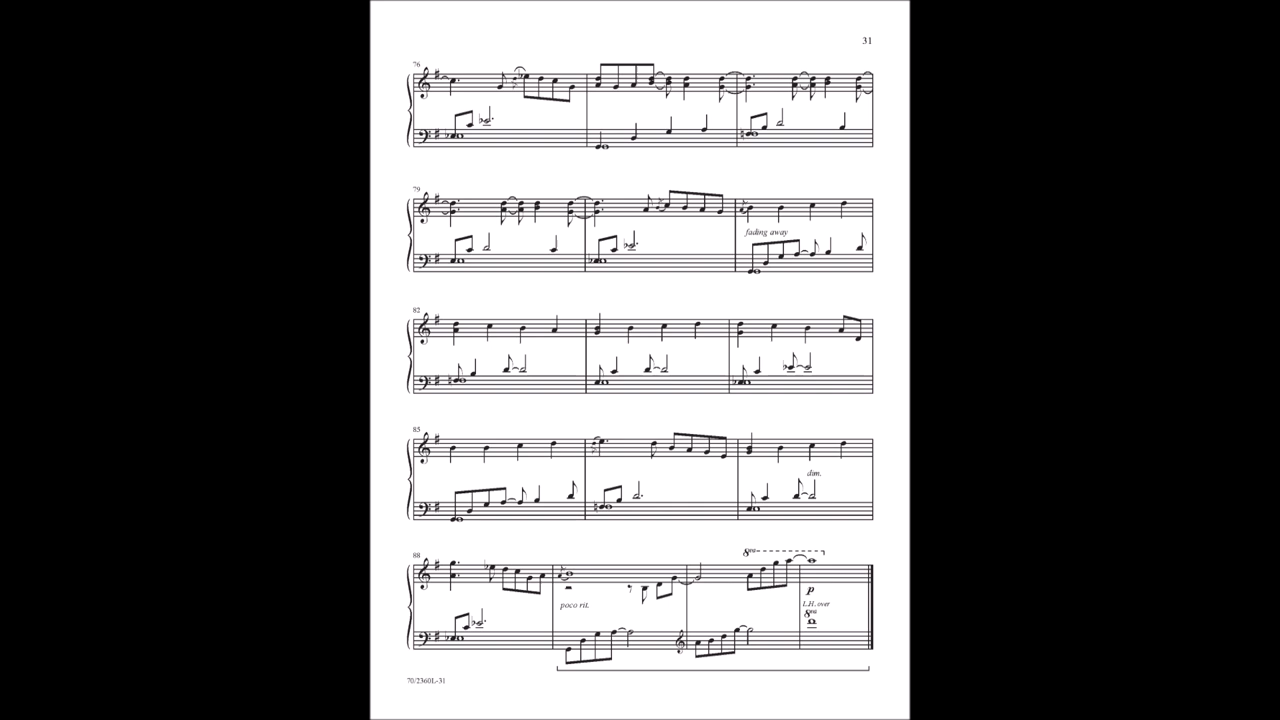 31
76
79
fading away
82
85
dim.
88
8va
p
poco rit.
L.H. over
8va
70/2360L-31